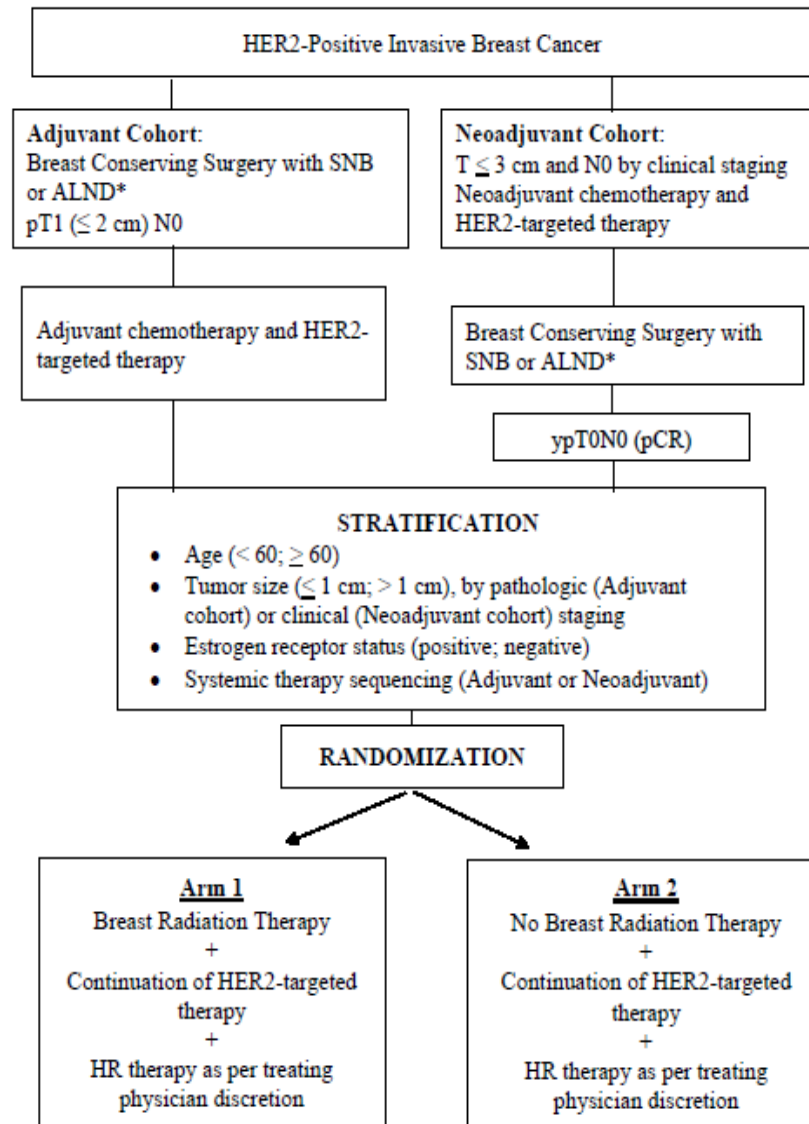 HER2-Positive Invasive Breast Cancer
Adjuvant Cohort:
Breast Conserving Surgery with SNB
or ALND*
pT1 (≤ 2 cm) N0
Neoadjuvant Cohort:
T ≤ 3 cm and N0 by clinical staging
Neoadjuvant chemotherapy and
HER2-targeted therapy
Adjuvant chemotherapy and HER2-
targeted therapy
Breast Conserving Surgery with
SNB or ALND*
ypT0N0 (pCR)
STRATIFICATION
• Age (< 60; ≥ 60)
• Tumor size (≤ 1 cm; > 1 cm), by pathologic (Adjuvant
cohort) or clinical (Neoadjuvant cohort) staging
• Estrogen receptor status (positive; negative)
• Systemic therapy sequencing (Adjuvant or Neoadjuvant)
RANDOMIZATION
Arm 1
Breast Radiation Therapy
+
Continuation of HER2-targeted
therapy
+
HR therapy as per treating
physician discretion
Arm 2
No Breast Radiation Therapy
+
Continuation of HER2-targeted
therapy
+
HR therapy as per treating
physician discretion